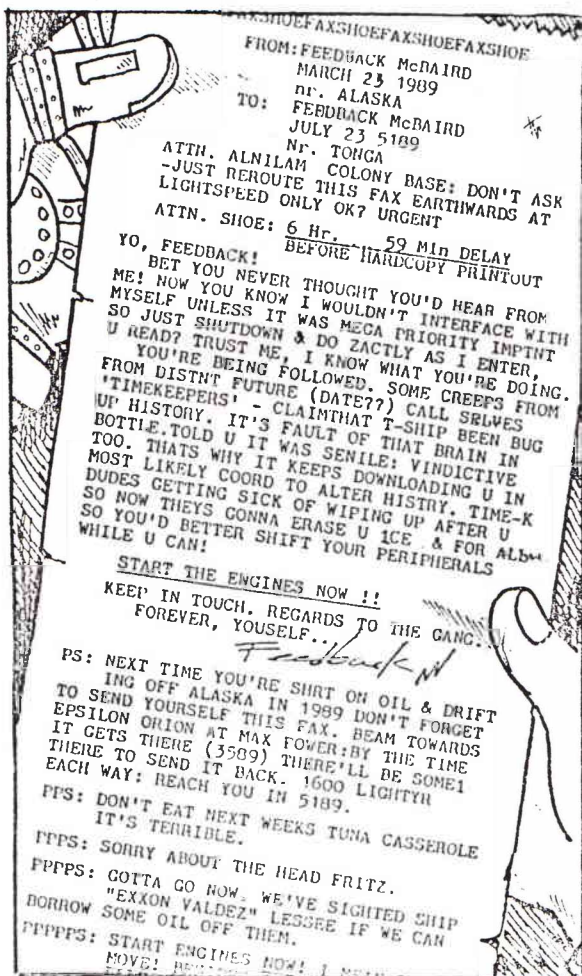 FAXSHOEFAXSHOEFAXSHOEFAXSHOE
FROM: FEEDBACK McBAIRD
MARCH 23 1989
nr. ALASKA
TO: FEEDBACK McBAIRD
JULY 23 5189
Nr. TONGA
ATTN. ALNILAM COLONY BASE: DON'T ASK
-JUST REROUTE THIS FAX EARTHWARDS AT
LIGHTSPEED ONLY OK? URGENT
ATTN. SHOE: 6 Hr. 59 Min DELAY
BEFORE HARDCOPY PRINTOUT
YO, FEEDBACK!
BET YOU NEVER THOUGHT YOU'D HEAR FROM
ME! NOW YOU KNOW I WOULDN'T INTERFACE WITH
MYSELF UNLESS IT WAS MEGA PRIORITY IMPTNT
SO JUST SHUTDOWN & DO ZACTLY AS I ENTER,
U READ? TRUST ME, I KNOW WHAT YOU'RE DOING.
YOU'RE BEING FOLLOWED. SOME CREEPS FROM
FROM DISTNT FUTURE (DATE??) CALL SELVES
'TIMEKEEPERS' - CLAIMTHAT T-SHIP BEEN BUG
UP HISTORY. IT'S FAULT OF THAT BRAIN IN
BOTTLE.TOLD U IT WAS SENILE: VINDICTIVE
TOO. THATS WHY IT KEEPS DOWNLOADING U IN
MOST LIKELY COORD TO ALTER HISTRY. TIME-K
DUDES GETTING SICK OF WIPING UP AFTER U
SO NOW THEYS GONNA ERASE U 1CE & FOR
SO YOU'D BETTER SHIFT YOUR PERIPHERALS
WHILE U CAN!
START THE ENGINES NOW !!
KEEP IN TOUCH. REGARDS TO THE GANG...
FOREVER, YOUSELF...
Feedback
PS: NEXT TIME YOU'RE SHRT ON OIL & DRIFT
ING OFF ALASKA IN 1989 DON'T FORGET
TO SEND YOURSELF THIS FAX. BEAM TOWARDS
EPSILON ORION AT MAX POWER:BY THE TIME
IT GETS THERE (3589) THERE'LL BE SOME1
THERE TO SEND IT BACK. 1600 LIGHTYR
EACH WAY: REACH YOU IN 5189.
PPS: DON'T EAT NEXT WEEKS TUNA CASSEROLE
IT'S TERRIBLE.
PPPS: SORRY ABOUT THE HEAD FRITZ.
PPPPS: GOTTA GO NOW. WE'VE SIGHTED SHIP
"EXXON VALDEZ" LESSEE IF WE CAN
BORROW SOME OIL OFF THEM.
PPPPPS: START ENGINES NOW! I
MOVE!